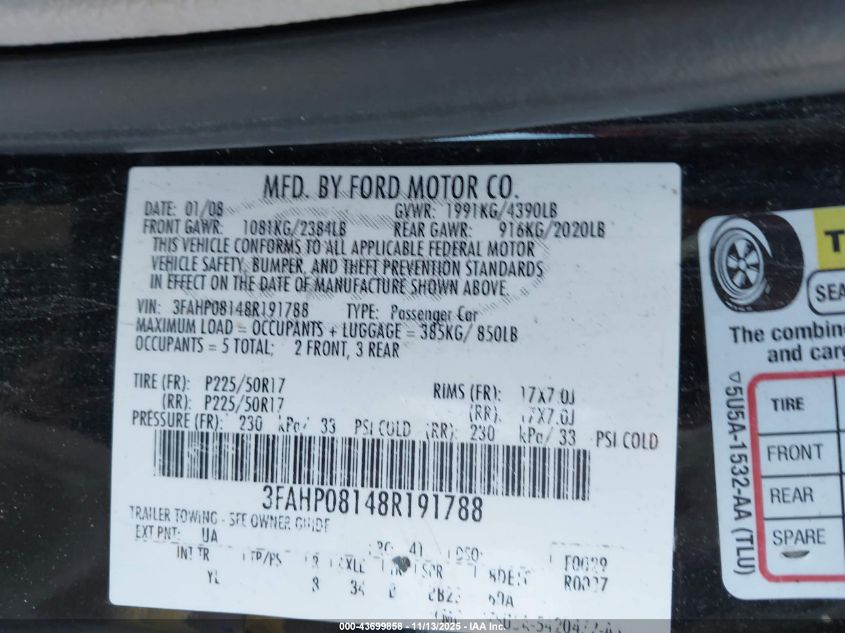 MFD. BY FORD MOTOR CO.
DATE: 01/08 GVWR: 1991KG/4390LB
FRONT GAWR: 1081KG/2384LB REAR GAWR: 916KG/2020LB
THIS VEHICLE CONFORMS TO ALL APPLICABLE FEDERAL MOTOR
VEHICLE SAFETY, BUMPER, AND THEFT PREVENTION STANDARDS
IN EFFECT ON THE DATE OF MANUFACTURE SHOWN ABOVE.
VIN: 3FAHP08148R191788 TYPE: Passenger Car
MAXIMUM LOAD = OCCUPANTS + LUGGAGE = 385KG/ 850LB
OCCUPANTS = 5 TOTAL; 2 FRONT, 3 REAR
TIRE (FR): P225/50R17 RIMS (FR): 17X7.0J
(RR): P225/50R17 (RR): 17X7.0J
PRESSURE (FR): 230 kPa/ 33 PSI COLD (RR): 230 kPa/ 33 PSI COLD
3FAHP08148R191788
TRAILER TOWING - SEE OWNER GUIDE
EXT PNT: UA
INT TR
YL 8 34
SEA
The combin
and carg
TIRE
FRONT
REAR
SPARE
5U5A-1532-AA (TLU)
220 - 43699858 - 11/13/2025 - IAA Inc.